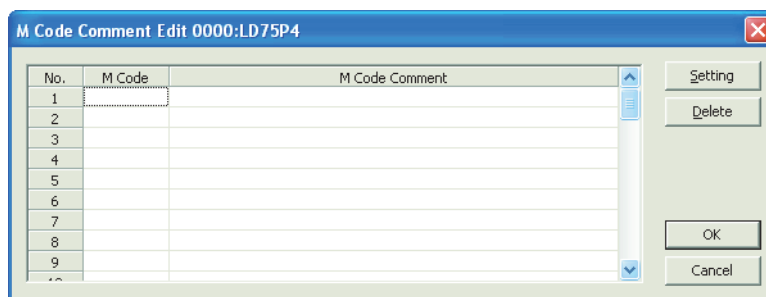 M Code Comment Edit 0000:LD75P4
No. M Code M Code Comment
Setting
1
Delete
2
3
4
5
6
7
8
OK
9
Cancel